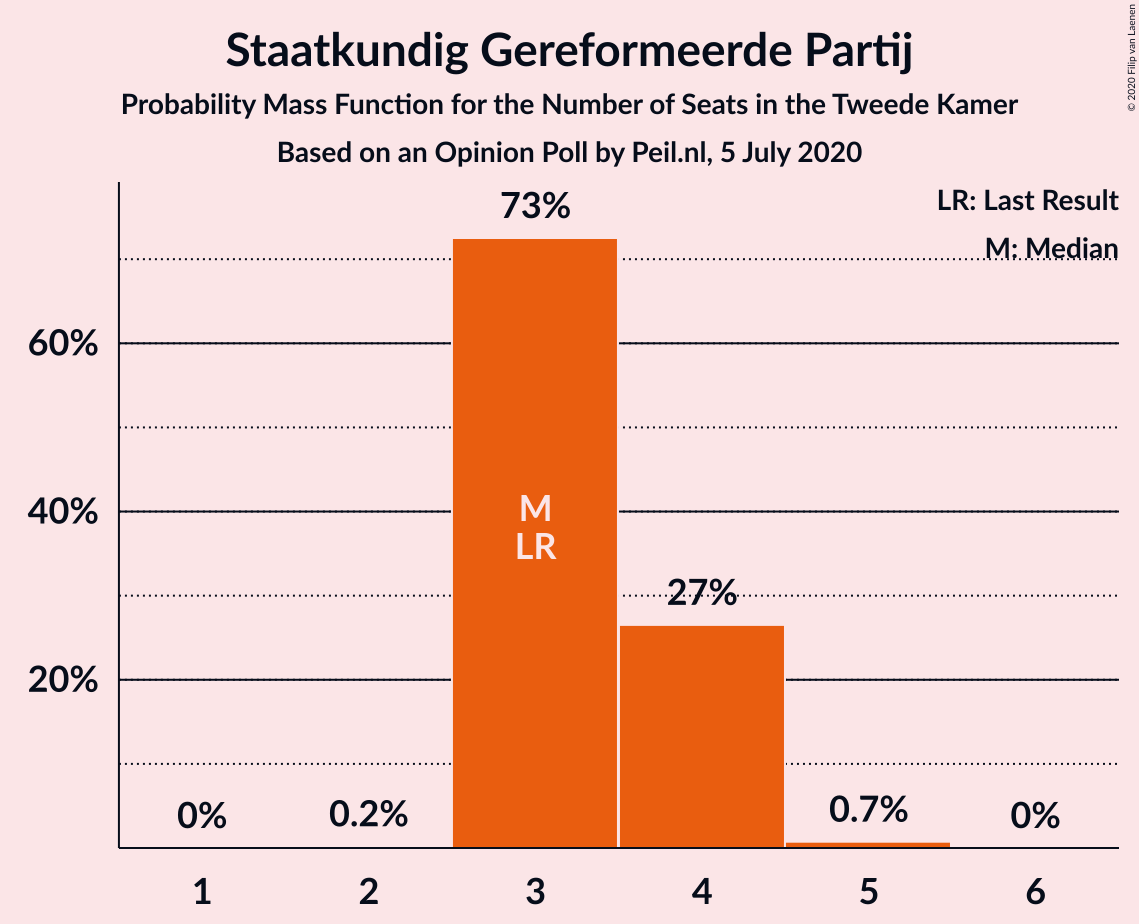 Staatkundig Gereformeerde Partij
Probability Mass Function for the Number of Seats in the Tweede Kamer
Based on an Opinion Poll by Peil.nl, 5 July 2020
© 2020 Filip van Laenen
LR: Last Result
M: Median
73%
60%
40%
20%
M
LR
27%
0%
0.2%
0.7%
0%
1
2
3
4
5
6